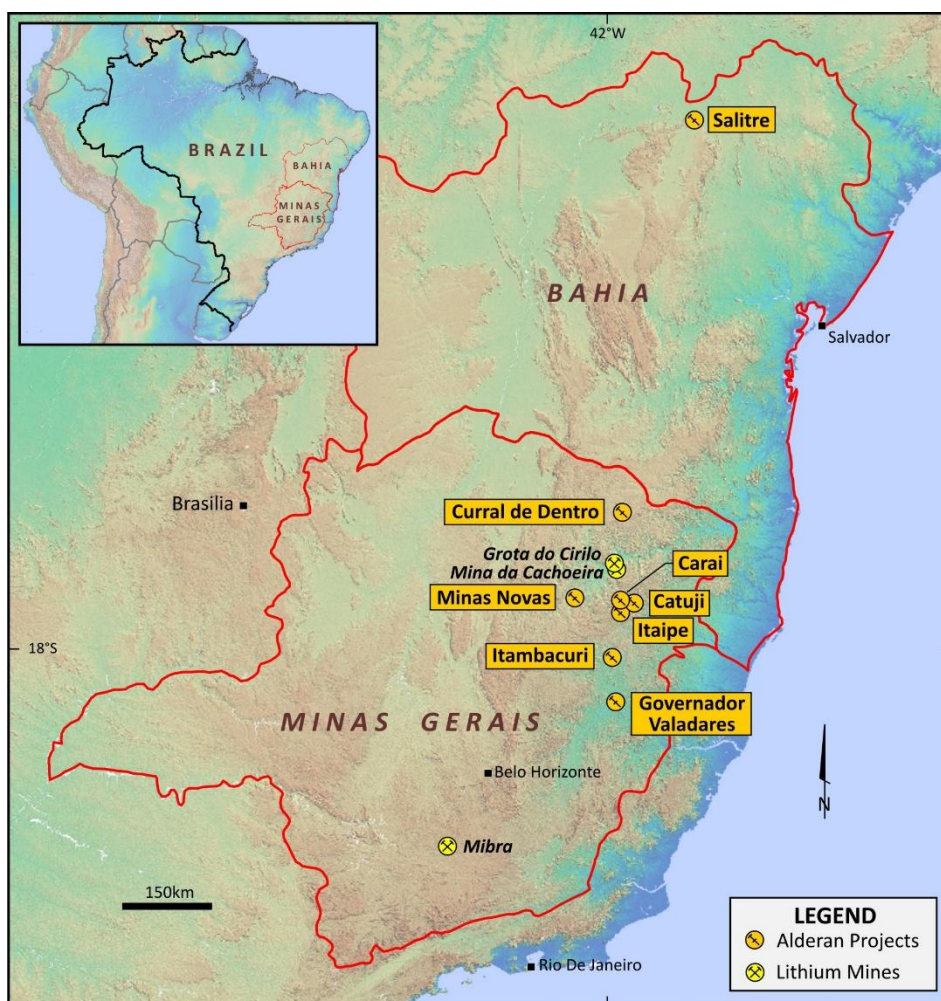 42°W
Salitre
BRAZIL
BAHIA
MINAS
GERAIS
BAHIA
Salvador
Brasilia
Curral de Dentro
Grota do Cirilo
Mina da Cachoeira
Carai
Minas Novas
Catuji
Itaipe
18°S
Itambacuri
Governador
Valadares
MINAS GERAIS
Belo Horizonte
N
Mibra
150km
LEGEND
Alderan Projects
Lithium Mines
Rio De Janeiro